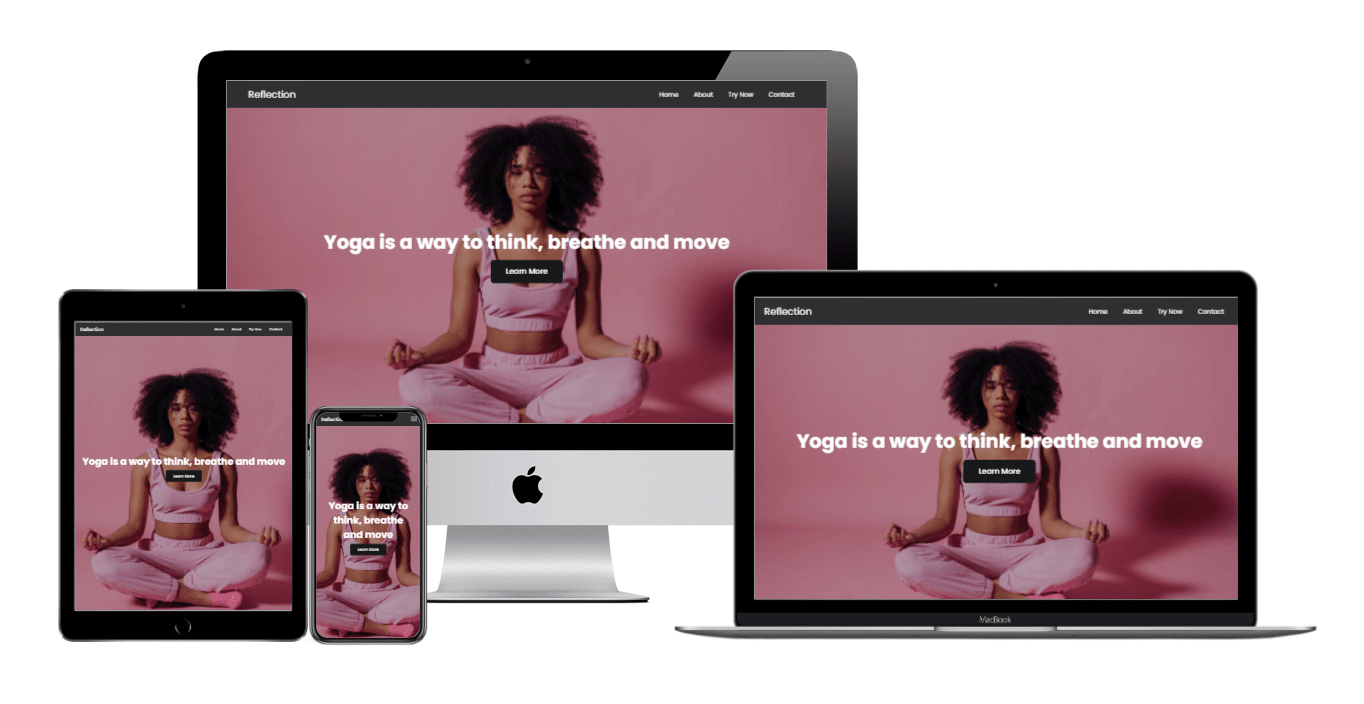 Reflection
Home About Try Now Contact
Yoga is a way to think, breathe and move
Learn More
Reflection
Home About Try Now Contact
Yoga is a way to think, breathe and move
Learn More
MacBook
Reflection
Home About Try Now Contact
Yoga is a way to think, breathe and move
Learn More
Reflection
Yoga is a way to
think, breathe
and move
Learn More